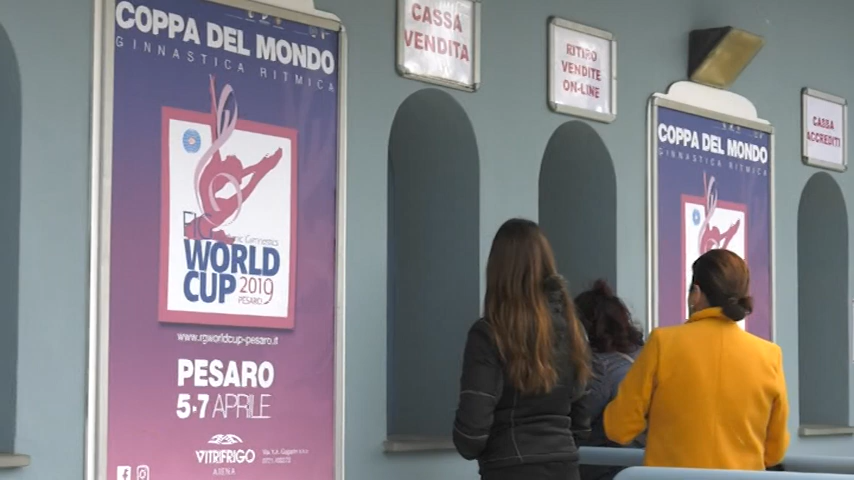 COPPA DEL MONDO
GINNASTICA RITMICA
FIG
WORLD
CUP 2019
PESARO
www.rgworldcup-pesaro.it
PESARO
5-7 APRILE
VITRIFRIGO
ARENA
CASSA
VENDITA
RITIRO
VENDITE
ON-LINE
COPPA DEL MONDO
GINNASTICA RITMICA
CASSA
ACCREDITI